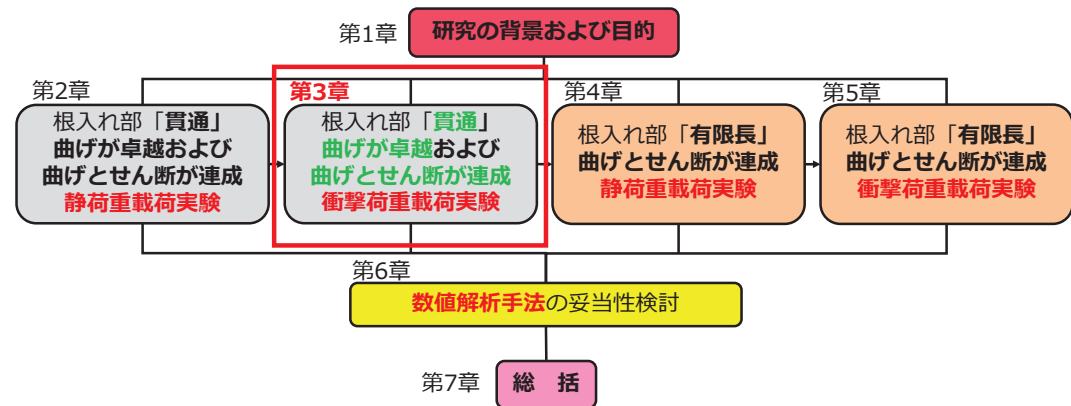 第1章
研究の背景および目的
第2章
根入れ部「貫通」
曲げが卓越および
曲げとせん断が連成
静荷重載荷実験
第3章
根入れ部「貫通」
曲げが卓越および
曲げとせん断が連成
衝撃荷重載荷実験
第4章
根入れ部「有限長」
曲げとせん断が連成
静荷重載荷実験
第5章
根入れ部「有限長」
曲げとせん断が連成
衝撃荷重載荷実験
第6章
数値解析手法の妥当性検討
第7章
総　括